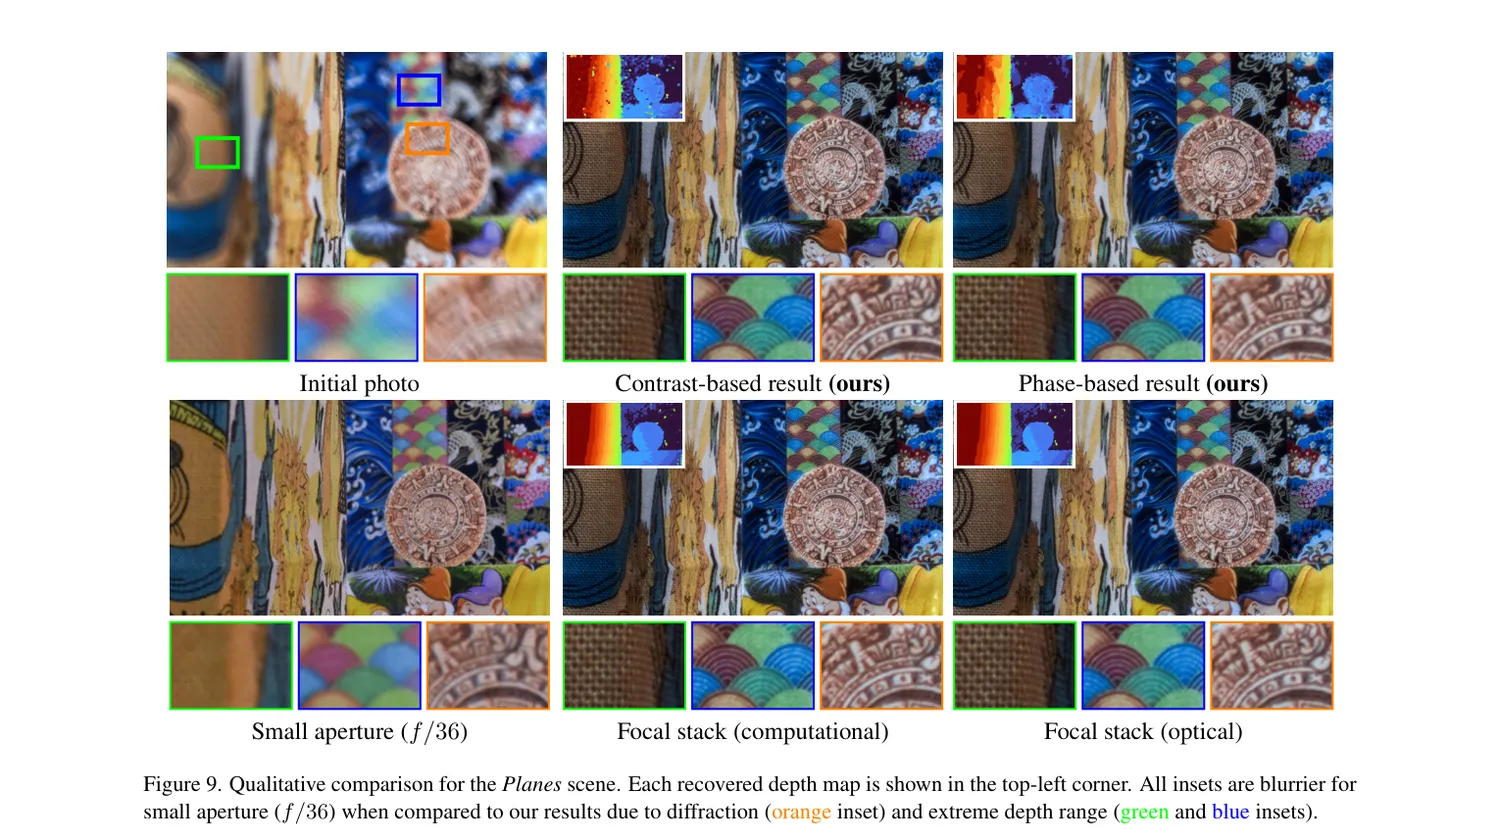 Initial photo
Contrast-based result (ours)
Phase-based result (ours)
Small aperture (f/36)
Focal stack (computational)
Focal stack (optical)
Figure 9. Qualitative comparison for the Planes scene. Each recovered depth map is shown in the top-left corner. All insets are blurrier for
small aperture (f/36) when compared to our results due to diffraction (orange inset) and extreme depth range (green and blue insets).